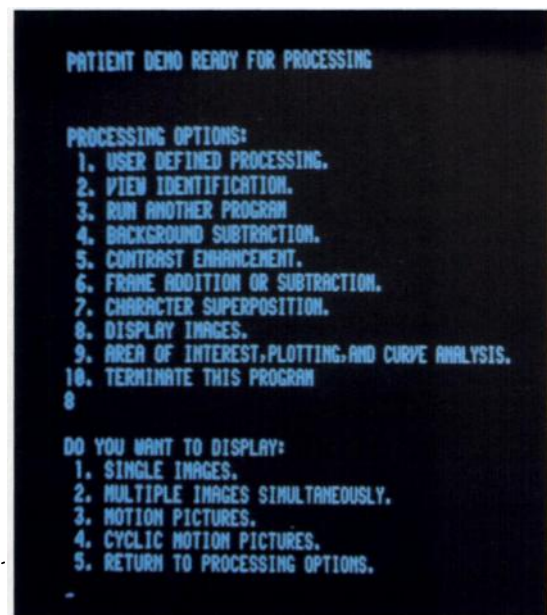 PATIENT DEMO READY FOR PROCESSING
PROCESSING OPTIONS:
1. USER DEFINED PROCESSING.
2. VIEW IDENTIFICATION.
3. RUN ANOTHER PROGRAM
4. BACKGROUND SUBTRACTION.
5. CONTRAST ENHANCEMENT.
6. FRAME ADDITION OR SUBTRACTION.
7. CHARACTER SUPERPOSITION.
8. DISPLAY IMAGES.
9. AREA OF INTEREST,PLOTTING,AND CURVE ANALYSIS.
10. TERMINATE THIS PROGRAM
8
DO YOU WANT TO DISPLAY:
1. SINGLE IMAGES.
2. MULTIPLE IMAGES SIMULTANEOUSLY.
3. MOTION PICTURES.
4. CYCLIC MOTION PICTURES.
5. RETURN TO PROCESSING OPTIONS.